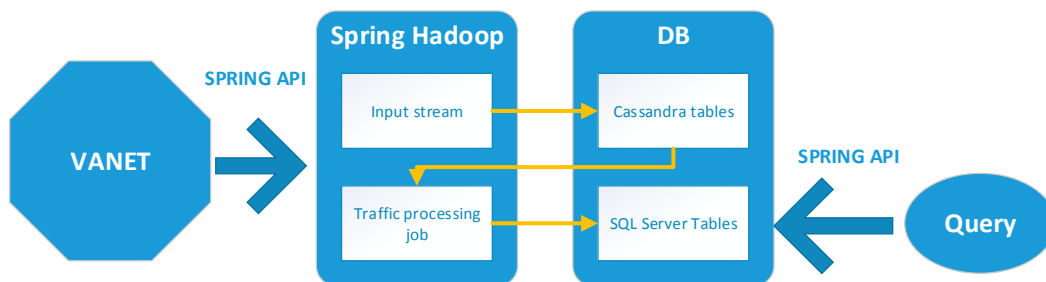 VANET
SPRING API
Spring Hadoop
Input stream
Traffic processing
job
DB
Cassandra tables
SQL Server Tables
SPRING API
Query